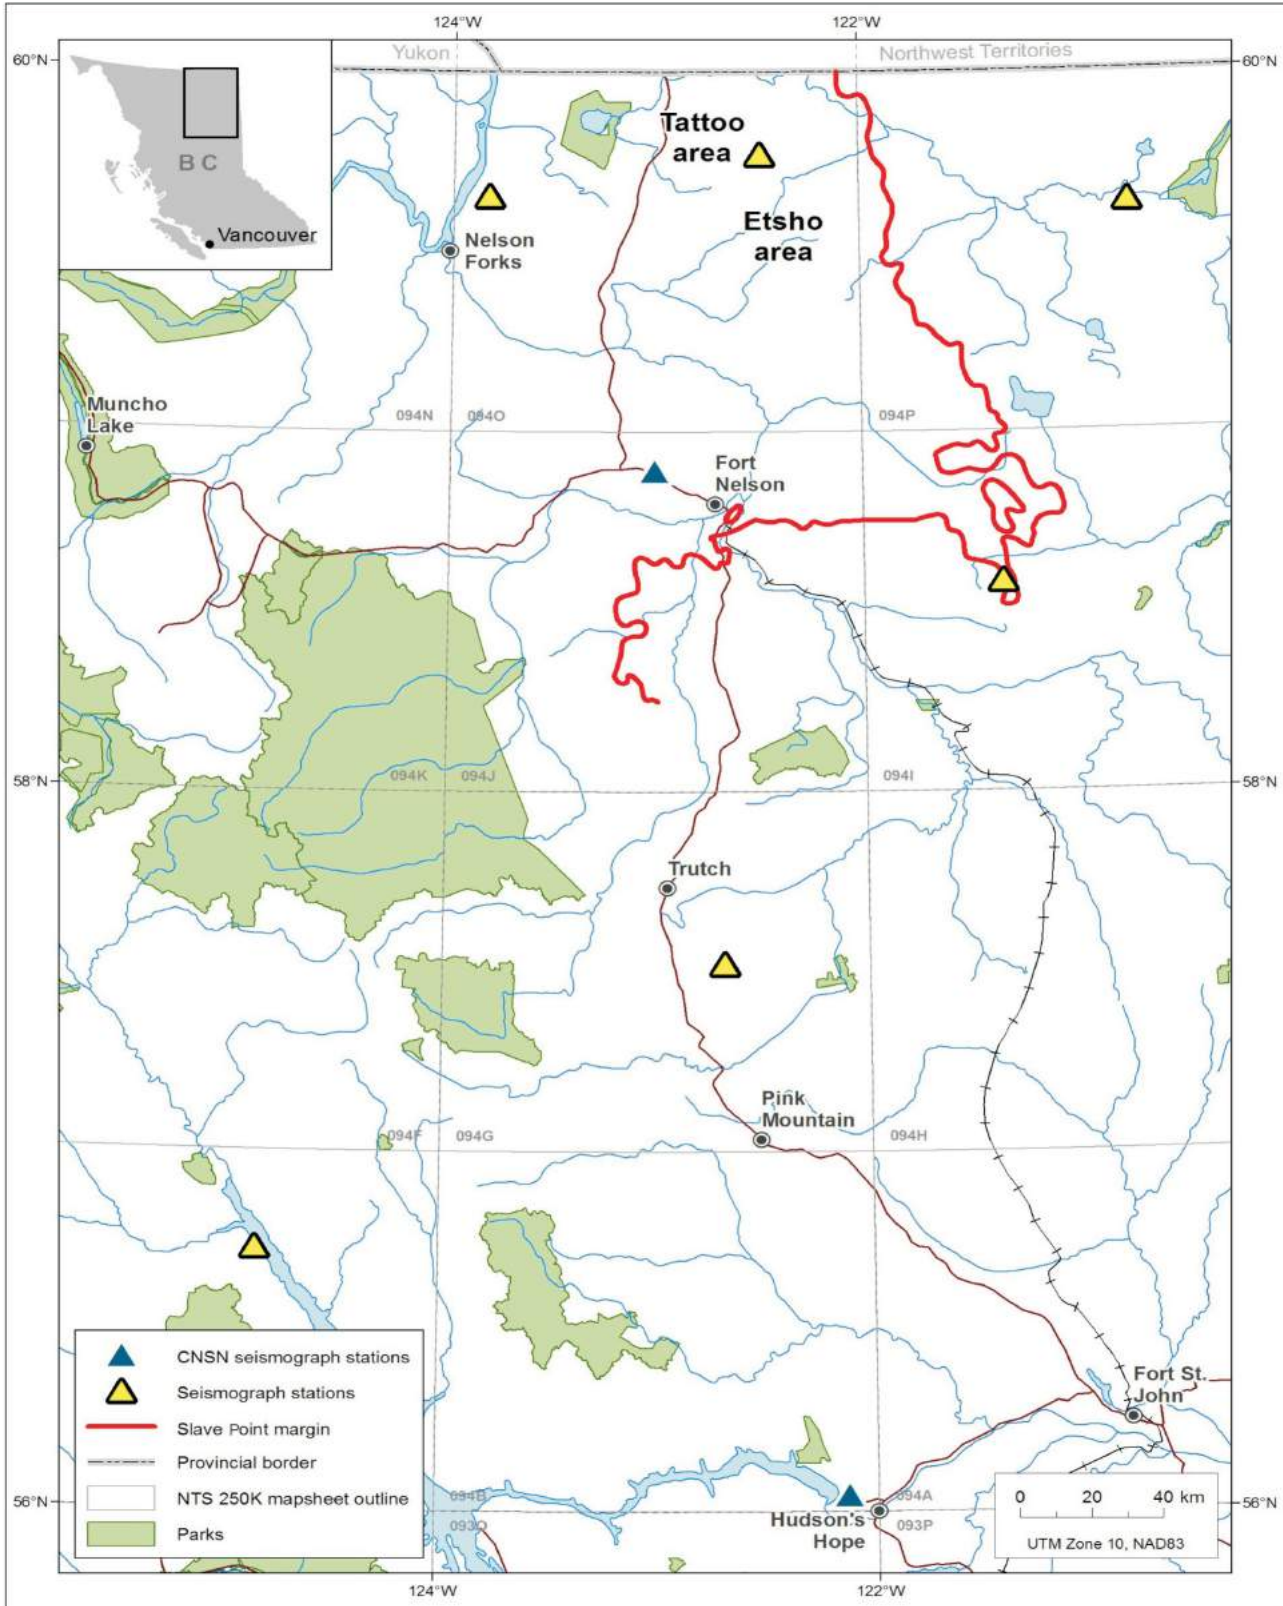 124°W
122°W
60°N
Yukon
Northwest Territories
60°N
B C
Vancouver
Tattoo
area
Etsho
area
Nelson
Forks
Muncho
Lake
094N
094O
094P
Fort
Nelson
58°N
094K
094J
094I
58°N
Trutch
Pink
Mountain
094F
094G
094H
CNSN seismograph stations
Seismograph stations
Slave Point margin
Provincial border
NTS 250K mapsheet outline
Parks
Fort St.
John
56°N
094B
093O
Hudson's
Hope
094A
093P
0 20 40 km
UTM Zone 10, NAD83
56°N
124°W
122°W